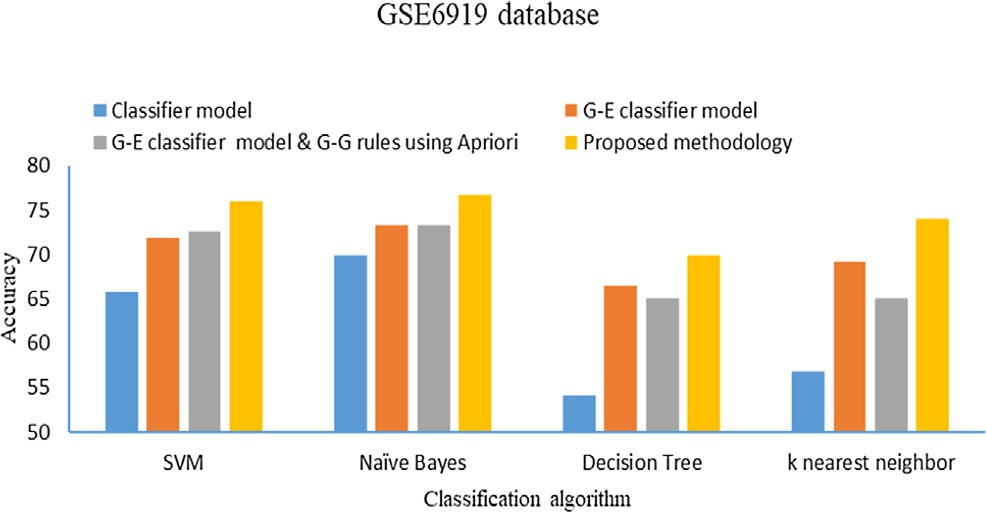 GSE6919 database
Classifier model
G-E classifier model
G-E classifier model & G-G rules using Apriori
Proposed methodology
80
75
70
65
60
55
50
Accuracy
SVM
Naïve Bayes
Decision Tree
k nearest neighbor
Classification algorithm